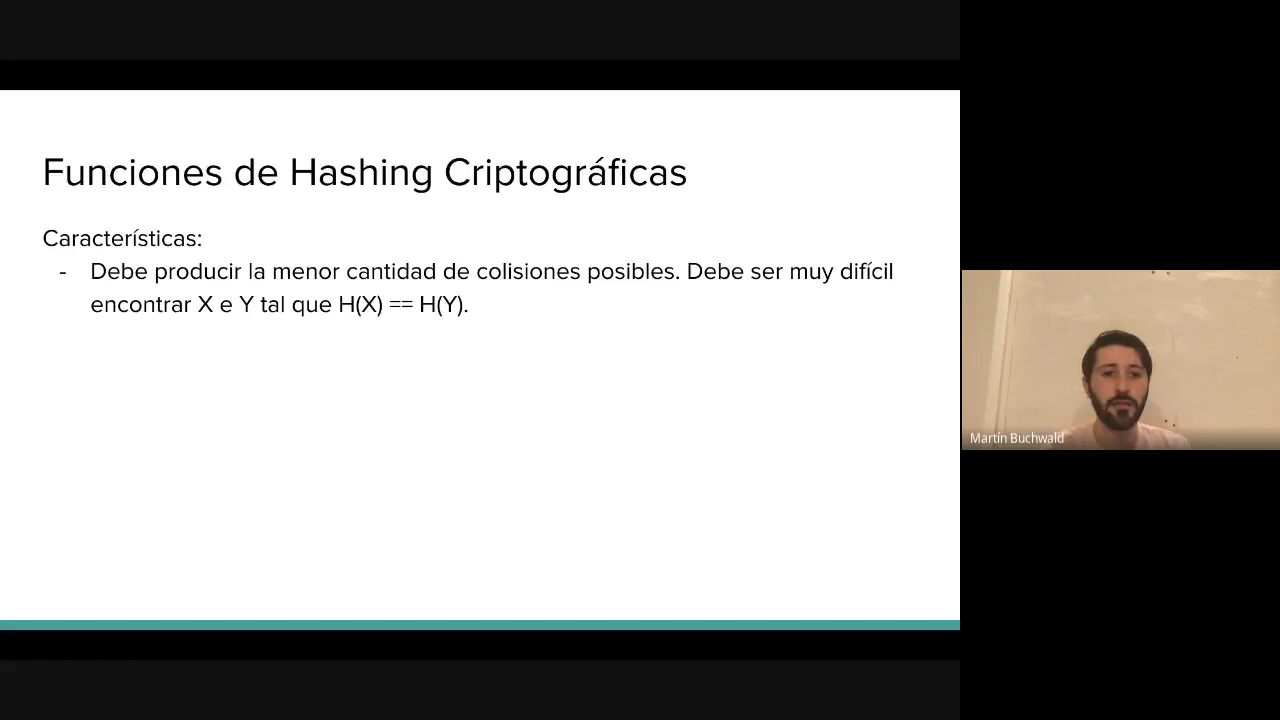 Funciones de Hashing Criptográficas
Características:
- Debe producir la menor cantidad de colisiones posibles. Debe ser muy difícil
encontrar X e Y tal que H(X) == H(Y).
Martín Buchwald